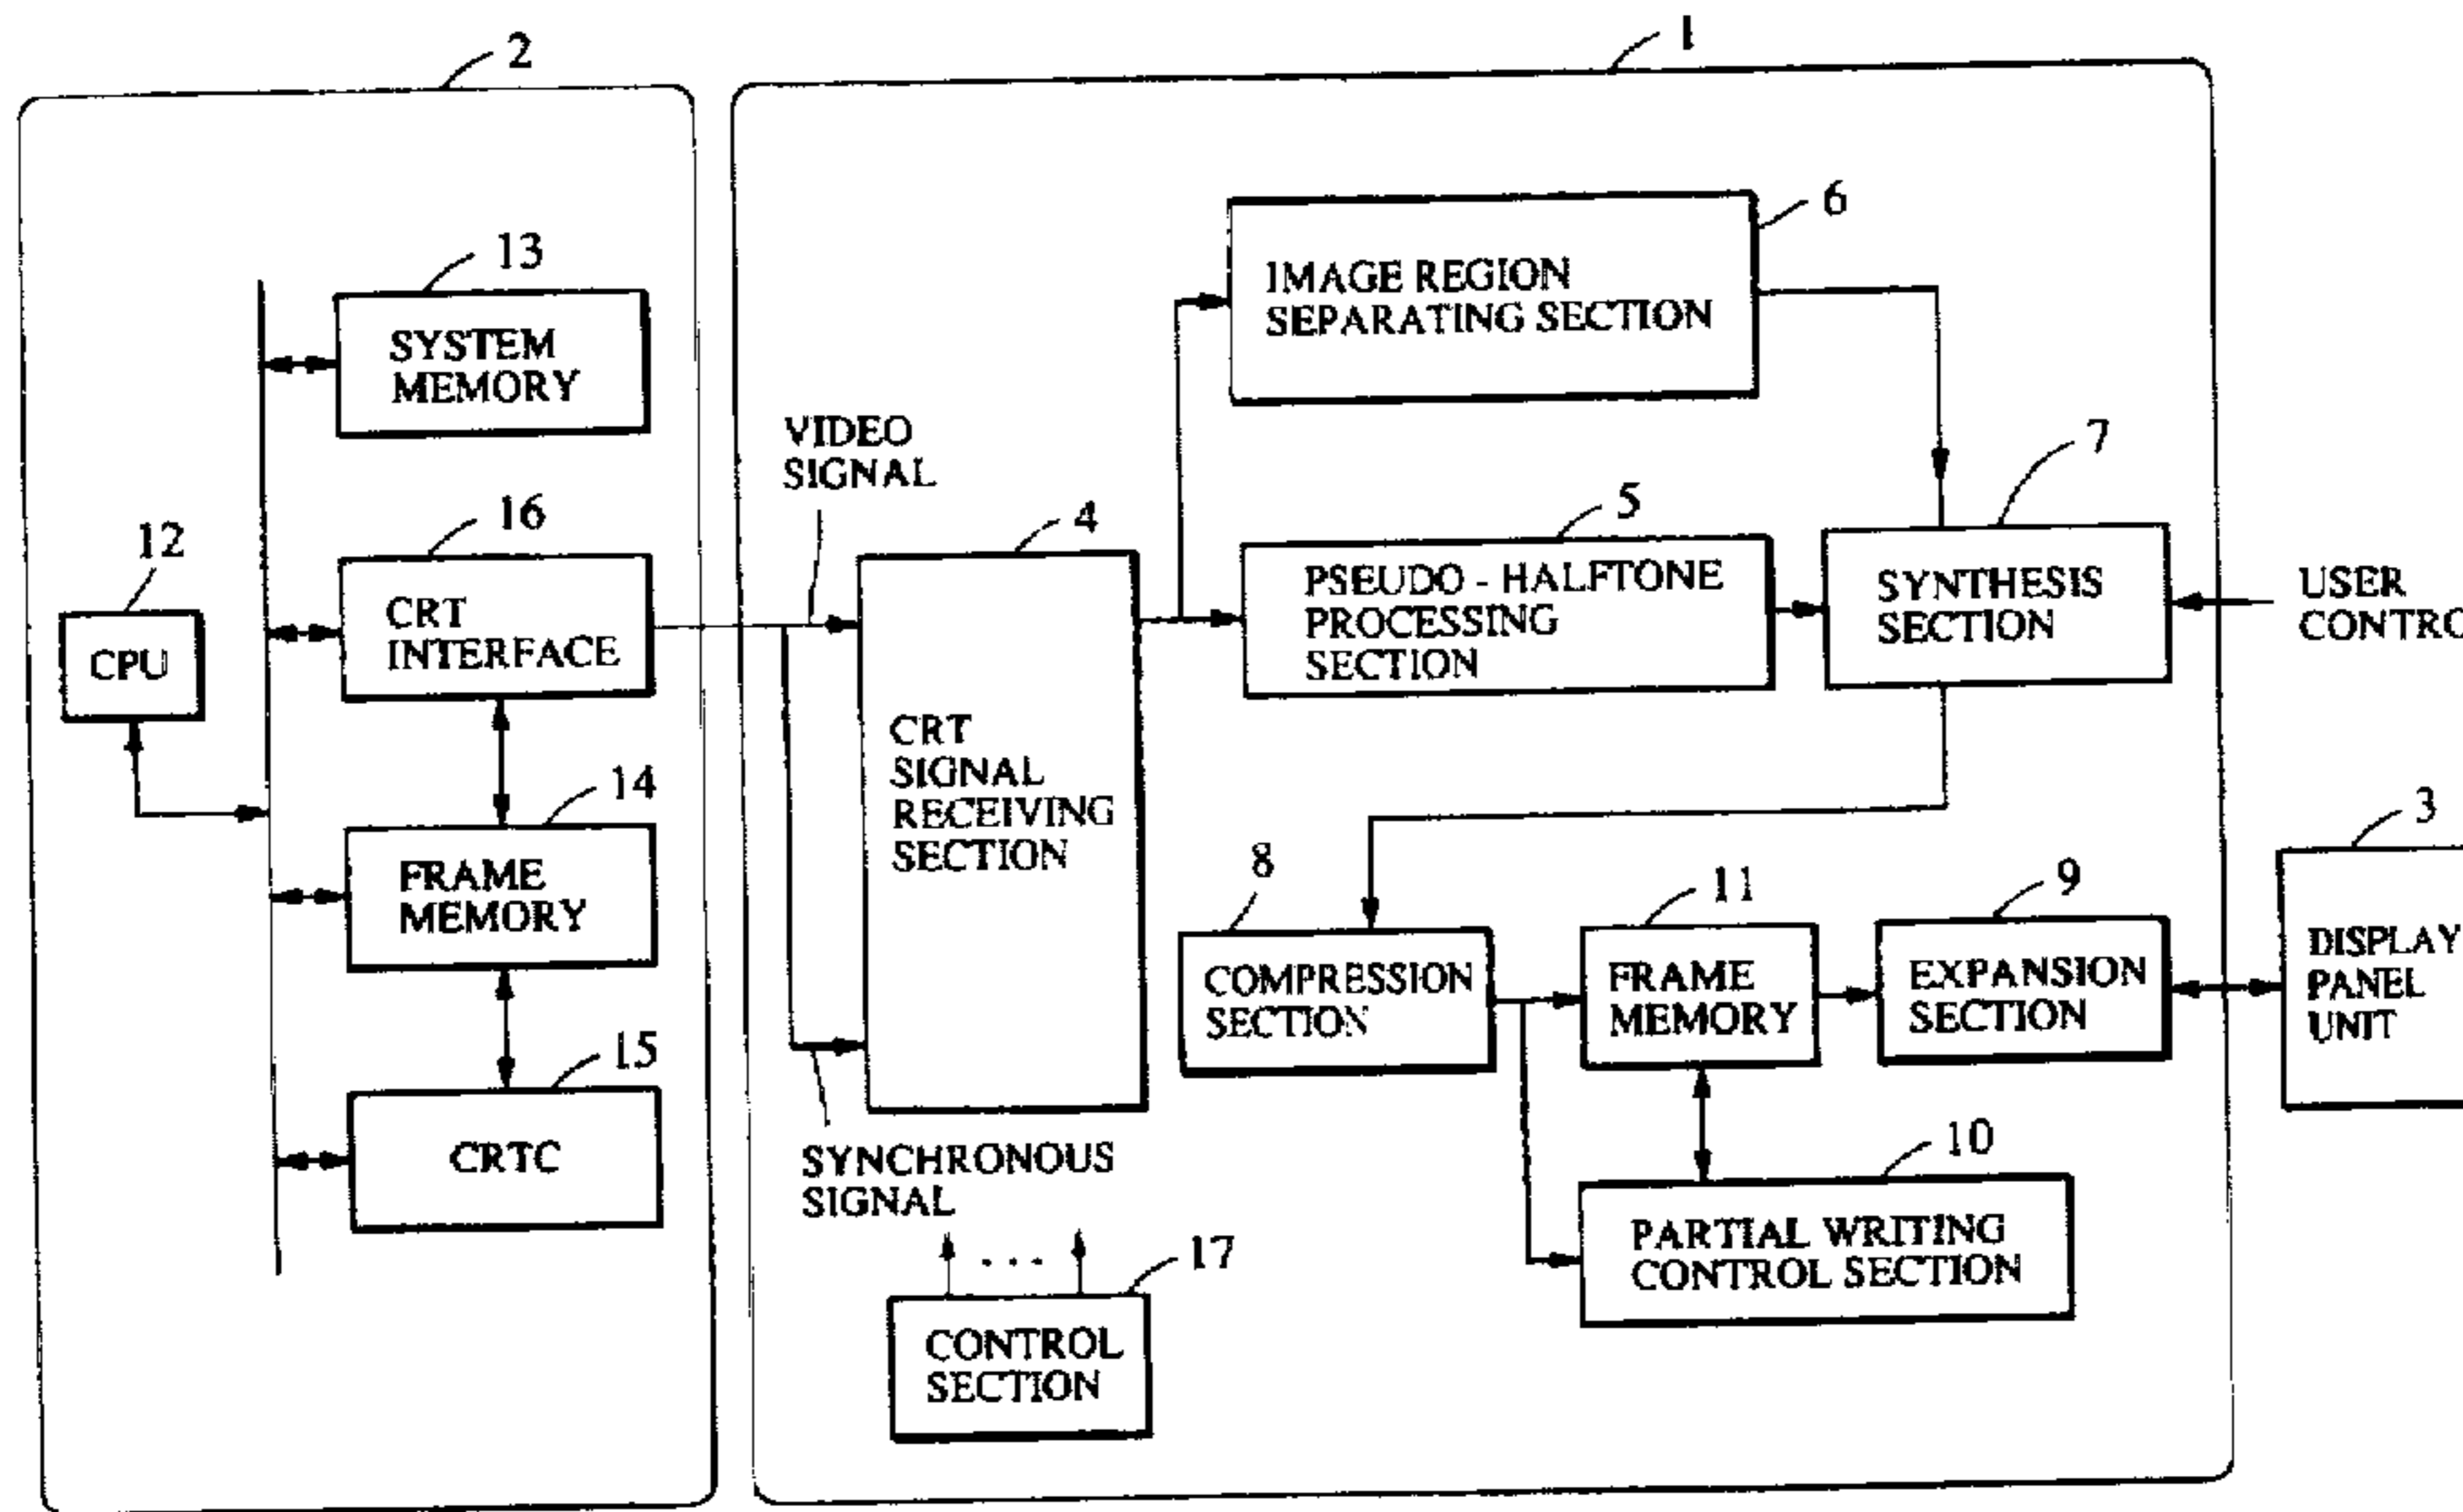 2
1
13
SYSTEM
MEMORY
16
CRT
INTERFACE
12
CPU
14
FRAME
MEMORY
15
CRTC
VIDEO
SIGNAL
4
CRT
SIGNAL
RECEIVING
SECTION
SYNCHRONOUS
SIGNAL
...
17
CONTROL
SECTION
6
IMAGE REGION
SEPARATING SECTION
5
PSEUDO - HALFTONE
PROCESSING
SECTION
7
SYNTHESIS
SECTION
USER
CONTRO
8
COMPRESSION
SECTION
11
FRAME
MEMORY
9
EXPANSION
SECTION
3
DISPLAY
PANEL
UNIT
10
PARTIAL WRITING
CONTROL SECTION